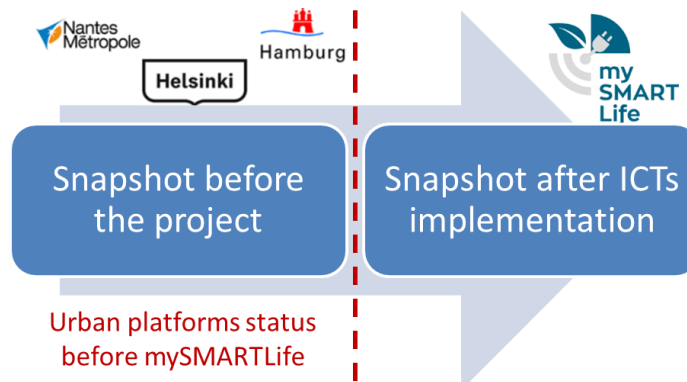 Nantes
Métropole
Hamburg
Helsinki
my
SMART
Life
Snapshot before
the project
Snapshot after ICTs
implementation
Urban platforms status
before mySMARTLife